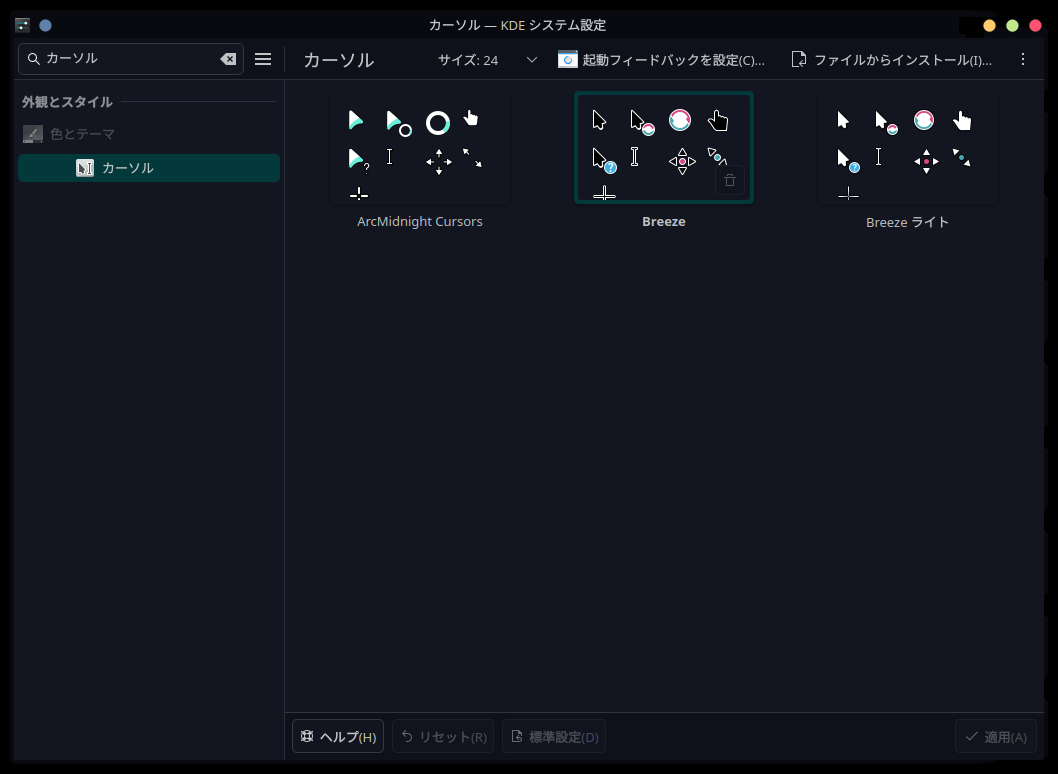 カーソル — KDE システム設定
カーソル
カーソル
サイズ: 24
起動フィードバックを設定(C)...
ファイルからインストール(I)...
外観とスタイル
色とテーマ
カーソル
ArcMidnight Cursors
Breeze
Breeze ライト
ヘルプ(H)
リセット(R)
標準設定(D)
適用(A)